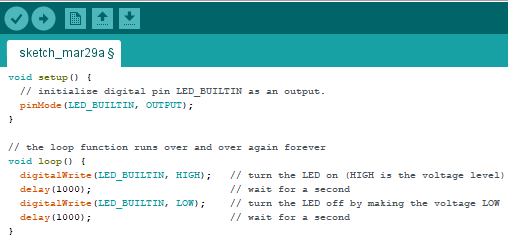 sketch_mar29a §
void setup() {
  // initialize digital pin LED_BUILTIN as an output.
  pinMode(LED_BUILTIN, OUTPUT);
}

// the loop function runs over and over again forever
void loop() {
  digitalWrite(LED_BUILTIN, HIGH);   // turn the LED on (HIGH is the voltage level)
  delay(1000);                       // wait for a second
  digitalWrite(LED_BUILTIN, LOW);    // turn the LED off by making the voltage LOW
  delay(1000);                       // wait for a second
}